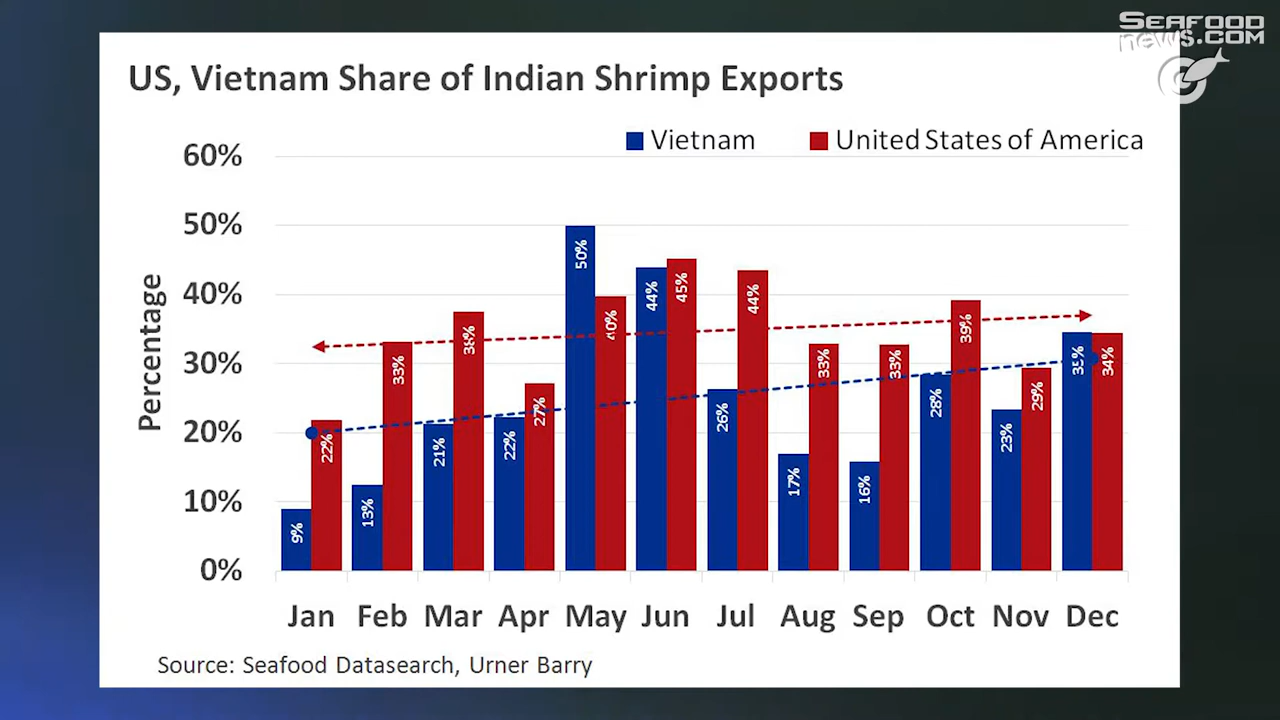 SEAFOOD
news.COM
US, Vietnam Share of Indian Shrimp Exports
Vietnam United States of America
60%
50%
40%
30%
20%
10%
0%
Percentage
9% 22% 13% 33% 21% 38% 22% 27% 50% 40% 44% 45% 26% 44% 17% 33% 16% 33% 28% 39% 23% 29% 35% 34%
Jan Feb Mar Apr May Jun Jul Aug Sep Oct Nov Dec
Source: Seafood Datasearch, Urner Barry